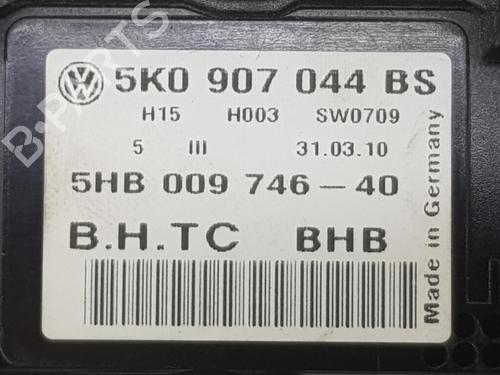 5K0 907 044 BS
H15 H003 SW0709
5 III 31.03.10
5HB 009 746-40
B.H.TC BHB
Made in Germany
B-PARTS